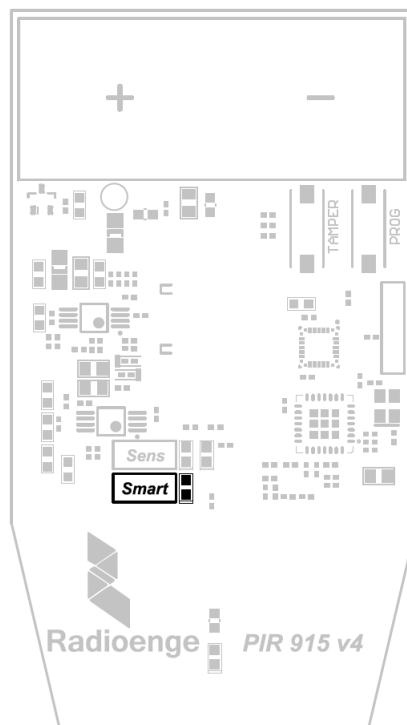 + −
TAMPER
PROG
Sens
Smart
Radioenge PIR 915 v4